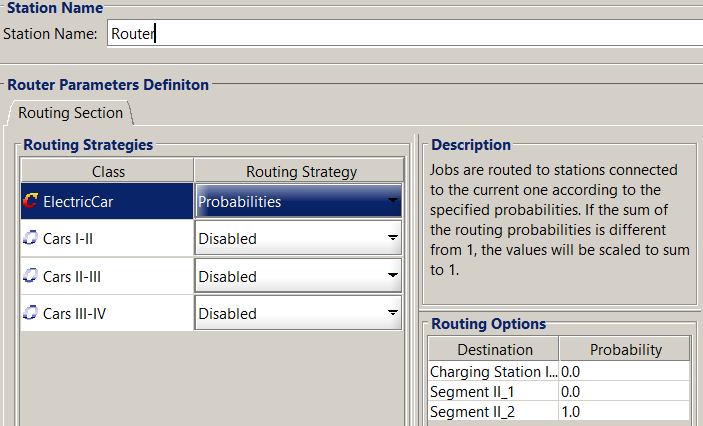 Station Name
Station Name: Router
Router Parameters Definiton
Routing Section
Routing Strategies
Class Routing Strategy
ElectricCar Probabilities
Cars I-II Disabled
Cars II-III Disabled
Cars III-IV Disabled
Description
Jobs are routed to stations connected
to the current one according to the
specified probabilities. If the sum of
the routing probabilities is different
from 1, the values will be scaled to sum
to 1.
Routing Options
Destination Probability
Charging Station I... 0.0
Segment II_1 0.0
Segment II_2 1.0